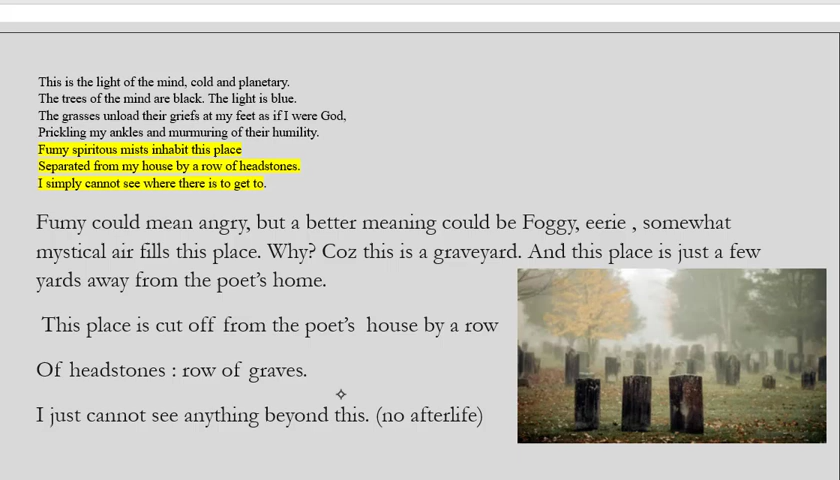 This is the light of the mind, cold and planetary.
The trees of the mind are black. The light is blue.
The grasses unload their griefs at my feet as if I were God,
Prickling my ankles and murmuring of their humility.
Fumy spiritous mists inhabit this place
Separated from my house by a row of headstones.
I simply cannot see where there is to get to.
Fumy could mean angry, but a better meaning could be Foggy, eerie , somewhat
mystical air fills this place. Why? Coz this is a graveyard. And this place is just a few
yards away from the poet’s home.
This place is cut off from the poet’s house by a row
Of headstones : row of graves.
I just cannot see anything beyond this. (no afterlife)